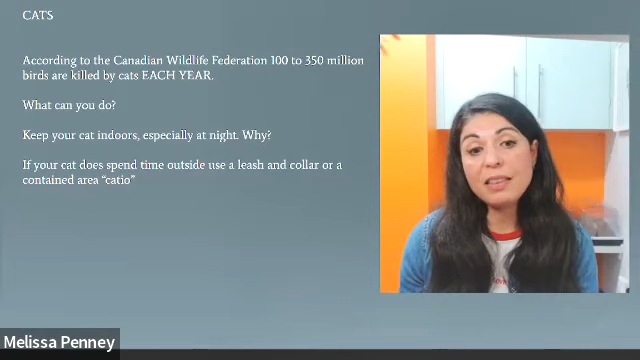 CATS
According to the Canadian Wildlife Federation 100 to 350 million
birds are killed by cats EACH YEAR.
What can you do?
Keep your cat indoors, especially at night. Why?
If your cat does spend time outside use a leash and collar or a
contained area “catio”
Melissa Penney